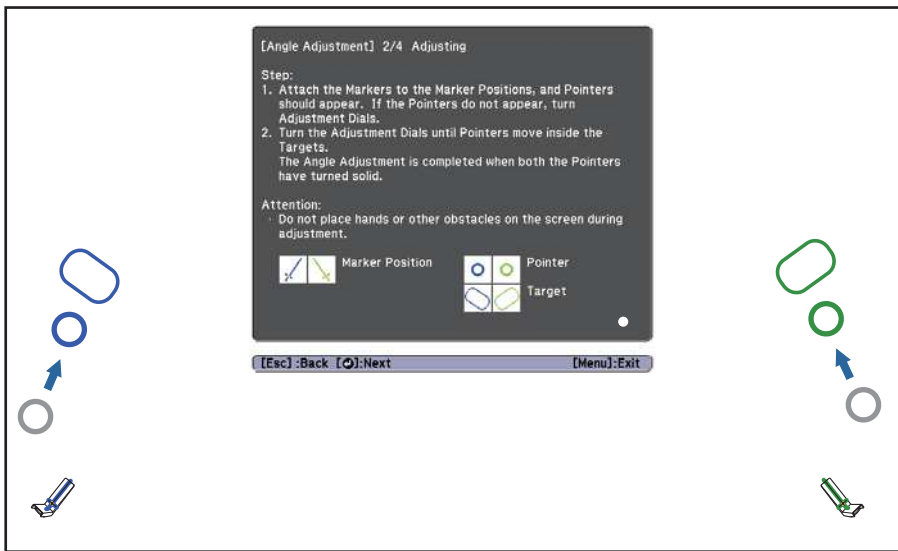 [Angle Adjustment] 2/4 Adjusting
Step:
1. Attach the Markers to the Marker Positions, and Pointers
should appear. If the Pointers do not appear, turn
Adjustment Dials.
2. Turn the Adjustment Dials until Pointers move inside the
Targets.
The Angle Adjustment is completed when both the Pointers
have turned solid.
Attention:
· Do not place hands or other obstacles on the screen during
adjustment.
Marker Position
Pointer
Target
[Esc] :Back [⏎]:Next [Menu]:Exit